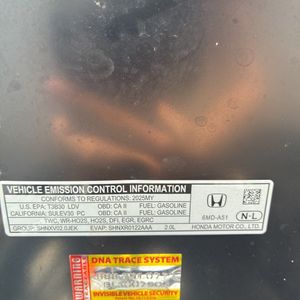 VEHICLE EMISSION CONTROL INFORMATION
CONFORMS TO REGULATIONS: 2025MY
U.S. EPA: T3B30 LDV OBD: CA II FUEL: GASOLINE
CALIFORNIA: SULEV30 PC OBD: CA II FUEL: GASOLINE
TWC, WR-HO2S, HO2S, DFI, EGR, EGRC
GROUP: SHNXV02.0JEK EVAP: SHNXR0122AAA 2.0L
6MD-A51
N-L
HONDA MOTOR CO., LTD.
WARNING
DNA TRACE SYSTEM
INVISIBLE VEHICLE SECURITY